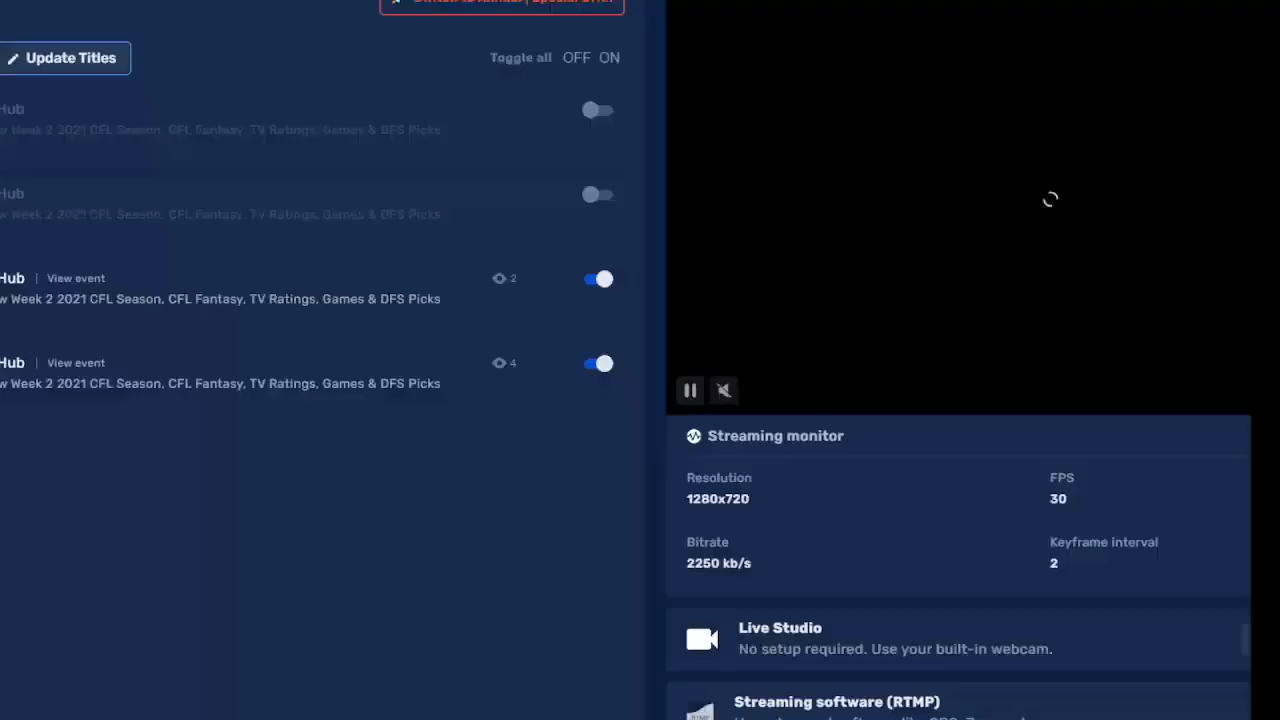 Update Titles
Toggle all OFF ON
Hub
w Week 2 2021 CFL Season, CFL Fantasy, TV Ratings, Games & DFS Picks
Hub
w Week 2 2021 CFL Season, CFL Fantasy, TV Ratings, Games & DFS Picks
Hub | View event 2
w Week 2 2021 CFL Season, CFL Fantasy, TV Ratings, Games & DFS Picks
Hub | View event 4
w Week 2 2021 CFL Season, CFL Fantasy, TV Ratings, Games & DFS Picks
Streaming monitor
Resolution FPS
1280x720 30
Bitrate Keyframe interval
2250 kb/s 2
Live Studio
No setup required. Use your built-in webcam.
Streaming software (RTMP)